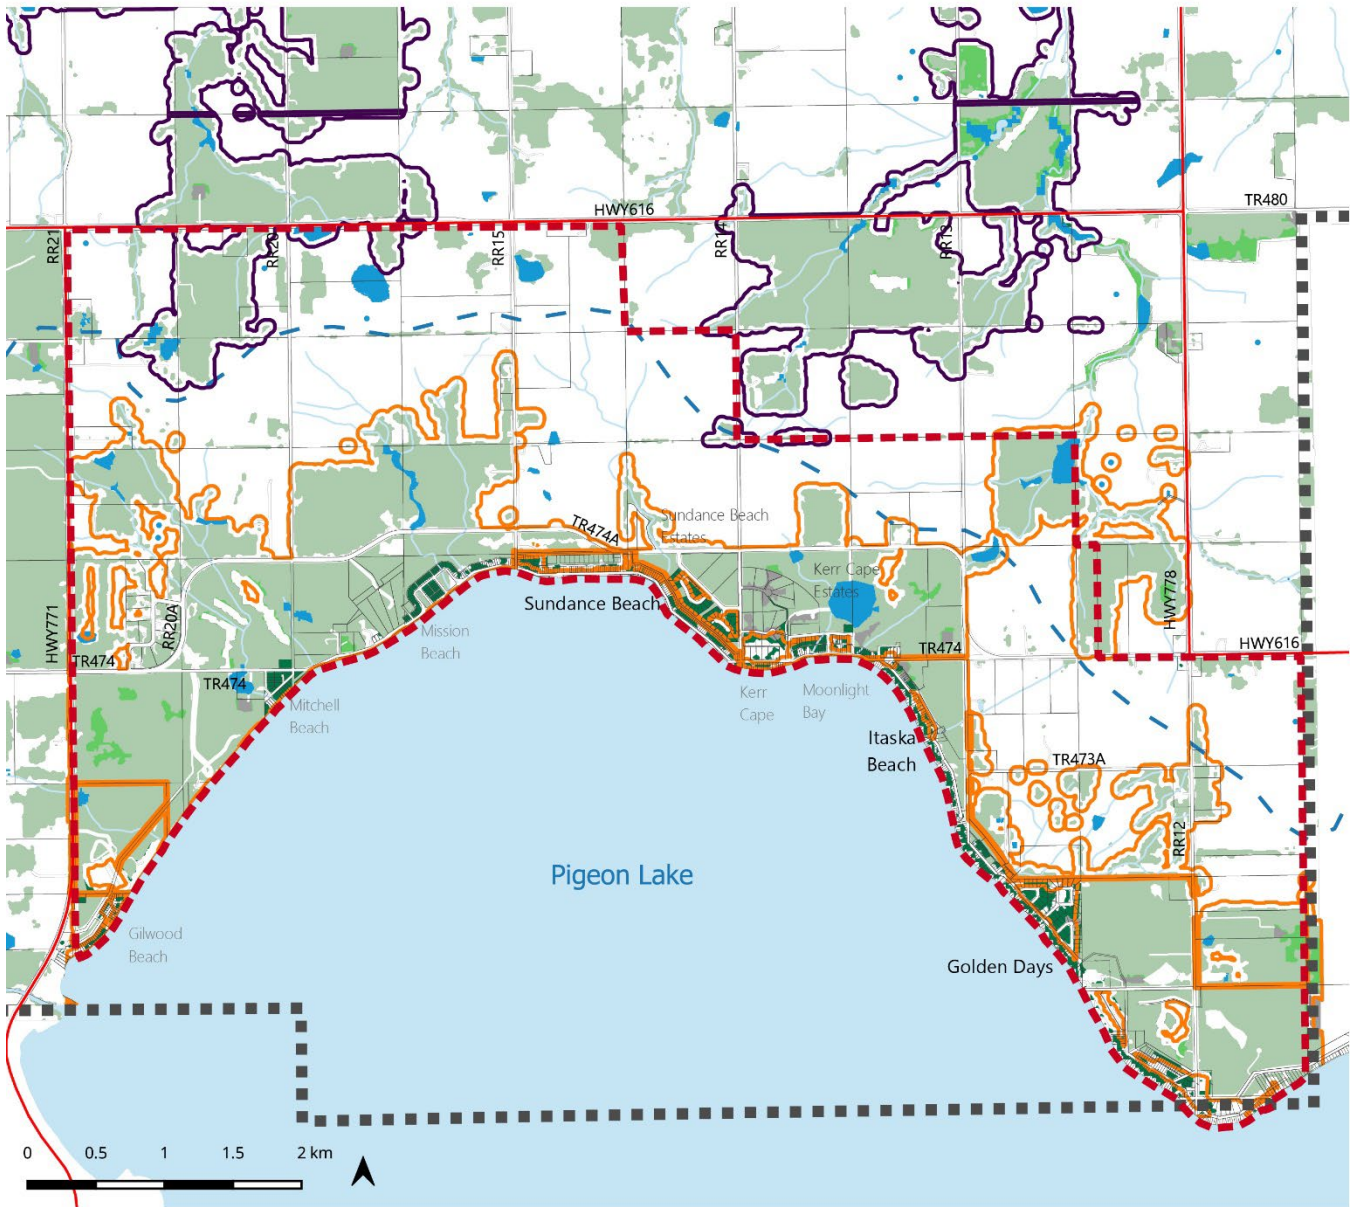 HWY616
TR480
RR21
RR20
RR15
RR14
RR13
Sundance Beach
Estates
TR474A
Kerr Cape
Estates
HWY778
HWY771
RR20A
Sundance Beach
Mission
Beach
TR474
TR474
HWY616
TR474
Mitchell
Beach
Kerr
Cape
Moonlight
Bay
Itaska
Beach
TR473A
RR12
Pigeon Lake
Gilwood
Beach
Golden Days
0 0.5 1 1.5 2 km